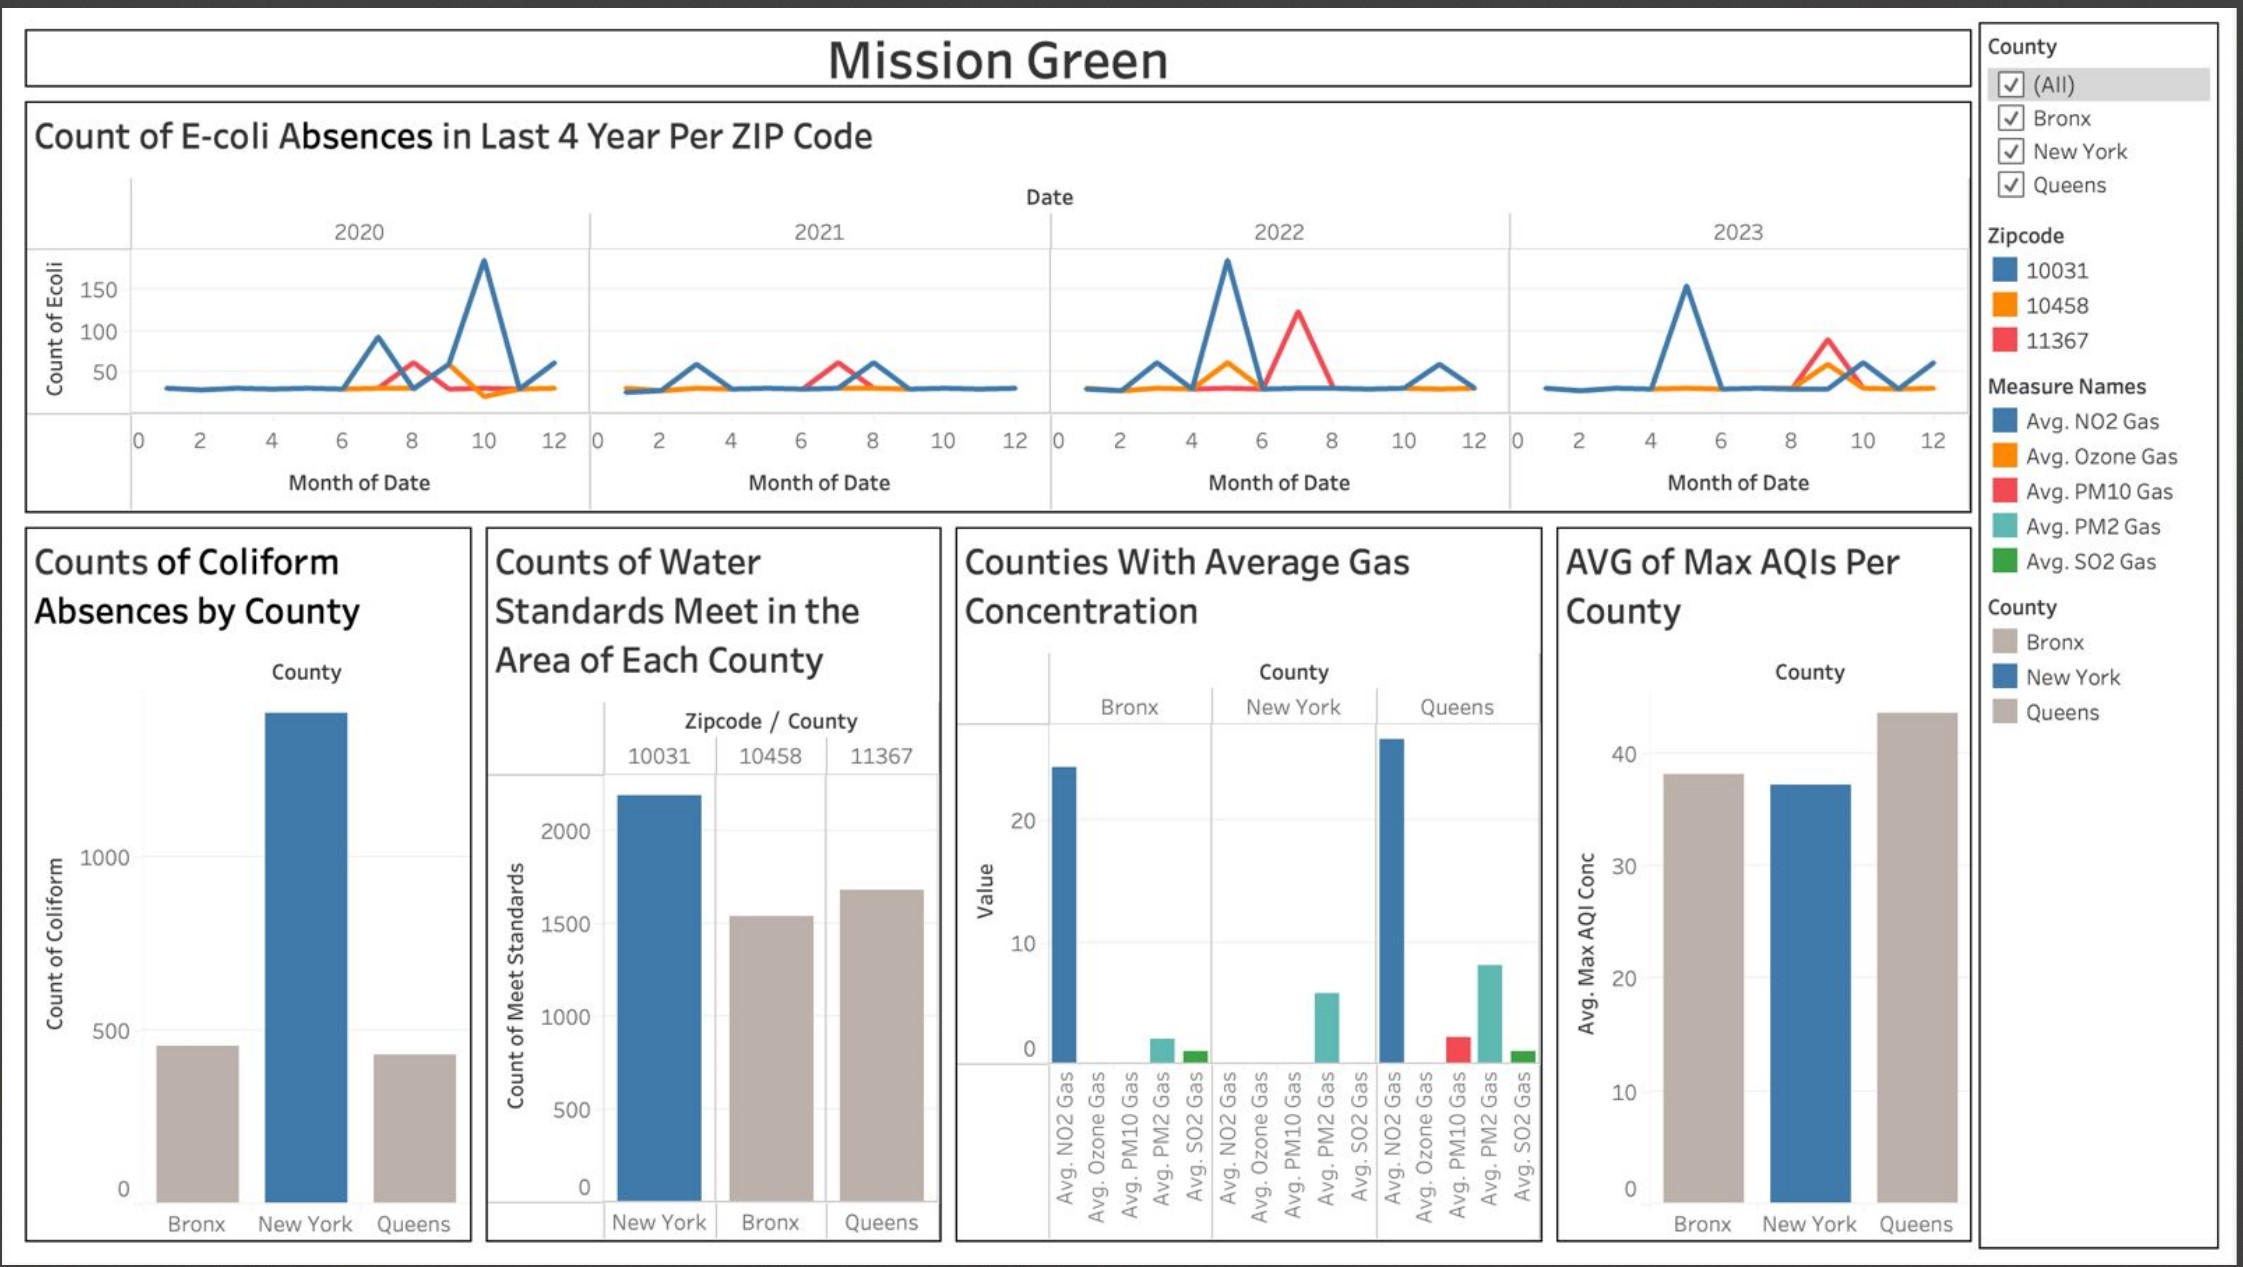 Mission Green
Count of E-coli Absences in Last 4 Year Per ZIP Code
Date
2020 2021 2022 2023
Count of Ecoli
150
100
50
0 2 4 6 8 10 12 0 2 4 6 8 10 12 0 2 4 6 8 10 12 0 2 4 6 8 10 12
Month of Date Month of Date Month of Date Month of Date
Counts of Coliform
Absences by County
County
Count of Coliform
1000
500
0
Bronx New York Queens
Counts of Water
Standards Meet in the
Area of Each County
Zipcode / County
10031 10458 11367
Count of Meet Standards
2000
1500
1000
500
0
New York Bronx Queens
Counties With Average Gas
Concentration
County
Bronx New York Queens
Value
20
10
0
Avg. NO2 Gas
Avg. Ozone Gas
Avg. PM10 Gas
Avg. PM2 Gas
Avg. SO2 Gas
Avg. NO2 Gas
Avg. Ozone Gas
Avg. PM10 Gas
Avg. PM2 Gas
Avg. SO2 Gas
Avg. NO2 Gas
Avg. Ozone Gas
Avg. PM10 Gas
Avg. PM2 Gas
Avg. SO2 Gas
AVG of Max AQIs Per
County
County
Avg. Max AQI Conc
40
30
20
10
0
Bronx New York Queens
County
(All)
Bronx
New York
Queens
Zipcode
10031
10458
11367
Measure Names
Avg. NO2 Gas
Avg. Ozone Gas
Avg. PM10 Gas
Avg. PM2 Gas
Avg. SO2 Gas
County
Bronx
New York
Queens